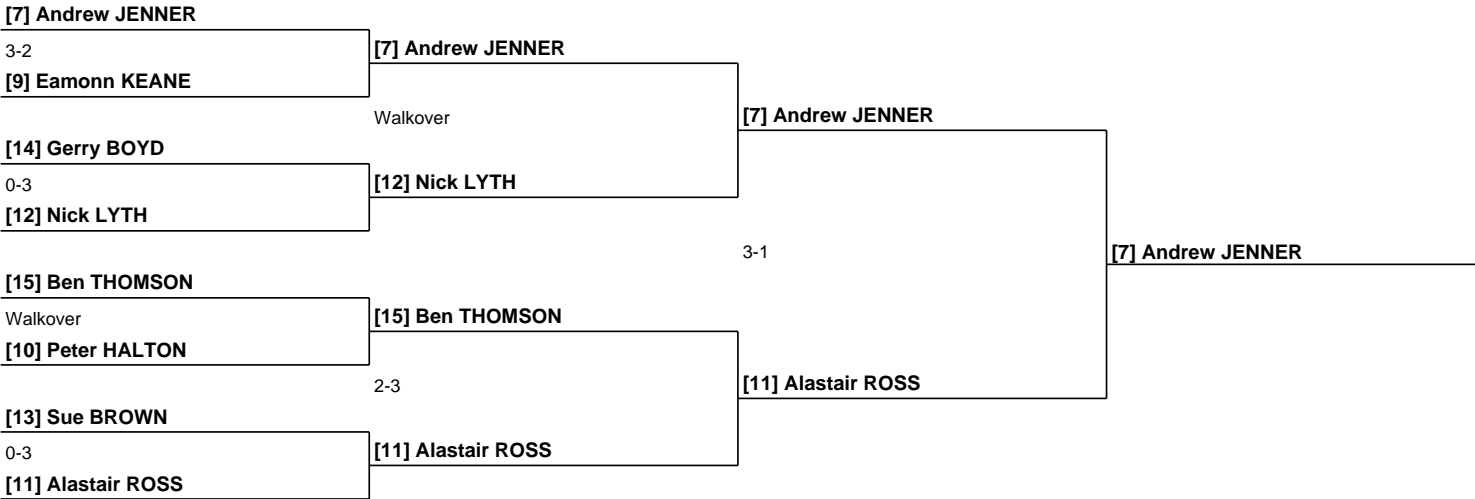 [7] Andrew JENNER
3-2
[9] Eamonn KEANE
[14] Gerry BOYD
0-3
[12] Nick LYTH
[15] Ben THOMSON
Walkover
[10] Peter HALTON
[13] Sue BROWN
0-3
[11] Alastair ROSS
[7] Andrew JENNER
Walkover
[12] Nick LYTH
[15] Ben THOMSON
2-3
[11] Alastair ROSS
[7] Andrew JENNER
3-1
[11] Alastair ROSS
[7] Andrew JENNER